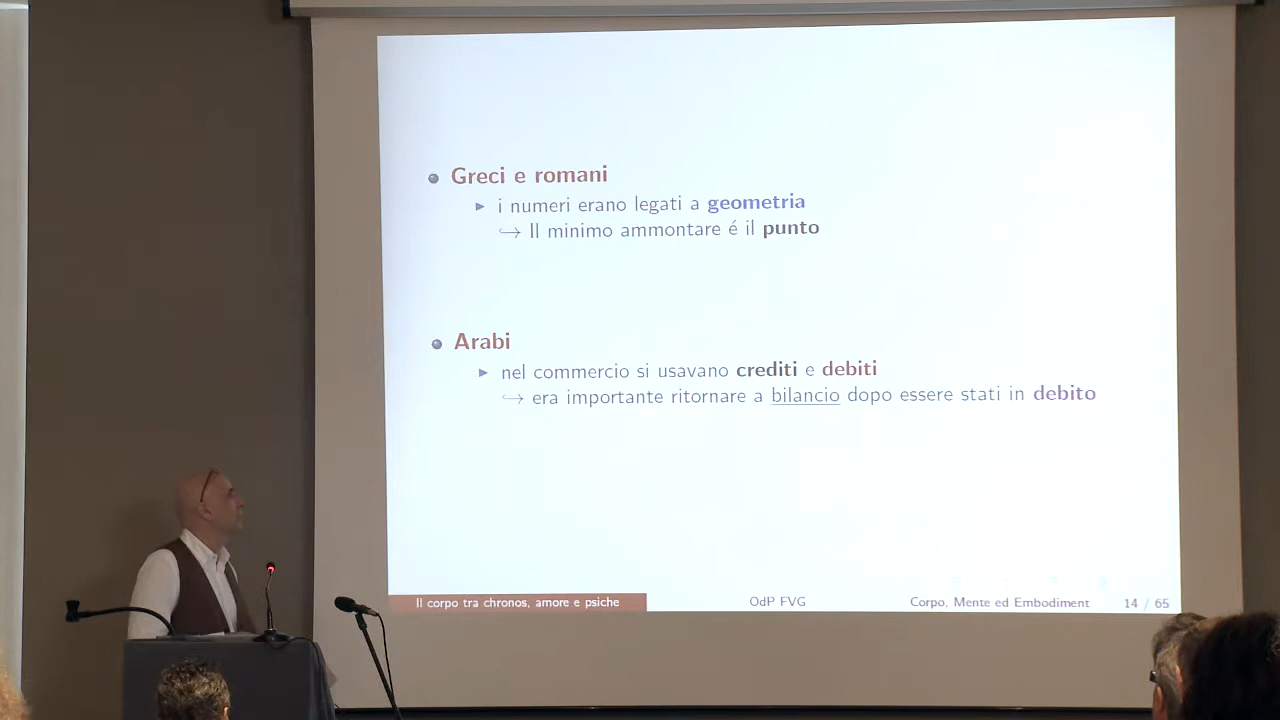 Greci e romani
i numeri erano legati a geometria
↪ Il minimo ammontare é il punto
Arabi
nel commercio si usavano crediti e debiti
↪ era importante ritornare a bilancio dopo essere stati in debito
Il corpo tra chronos, amore e psiche
OdP FVG
Corpo, Mente ed Embodiment
14 / 65